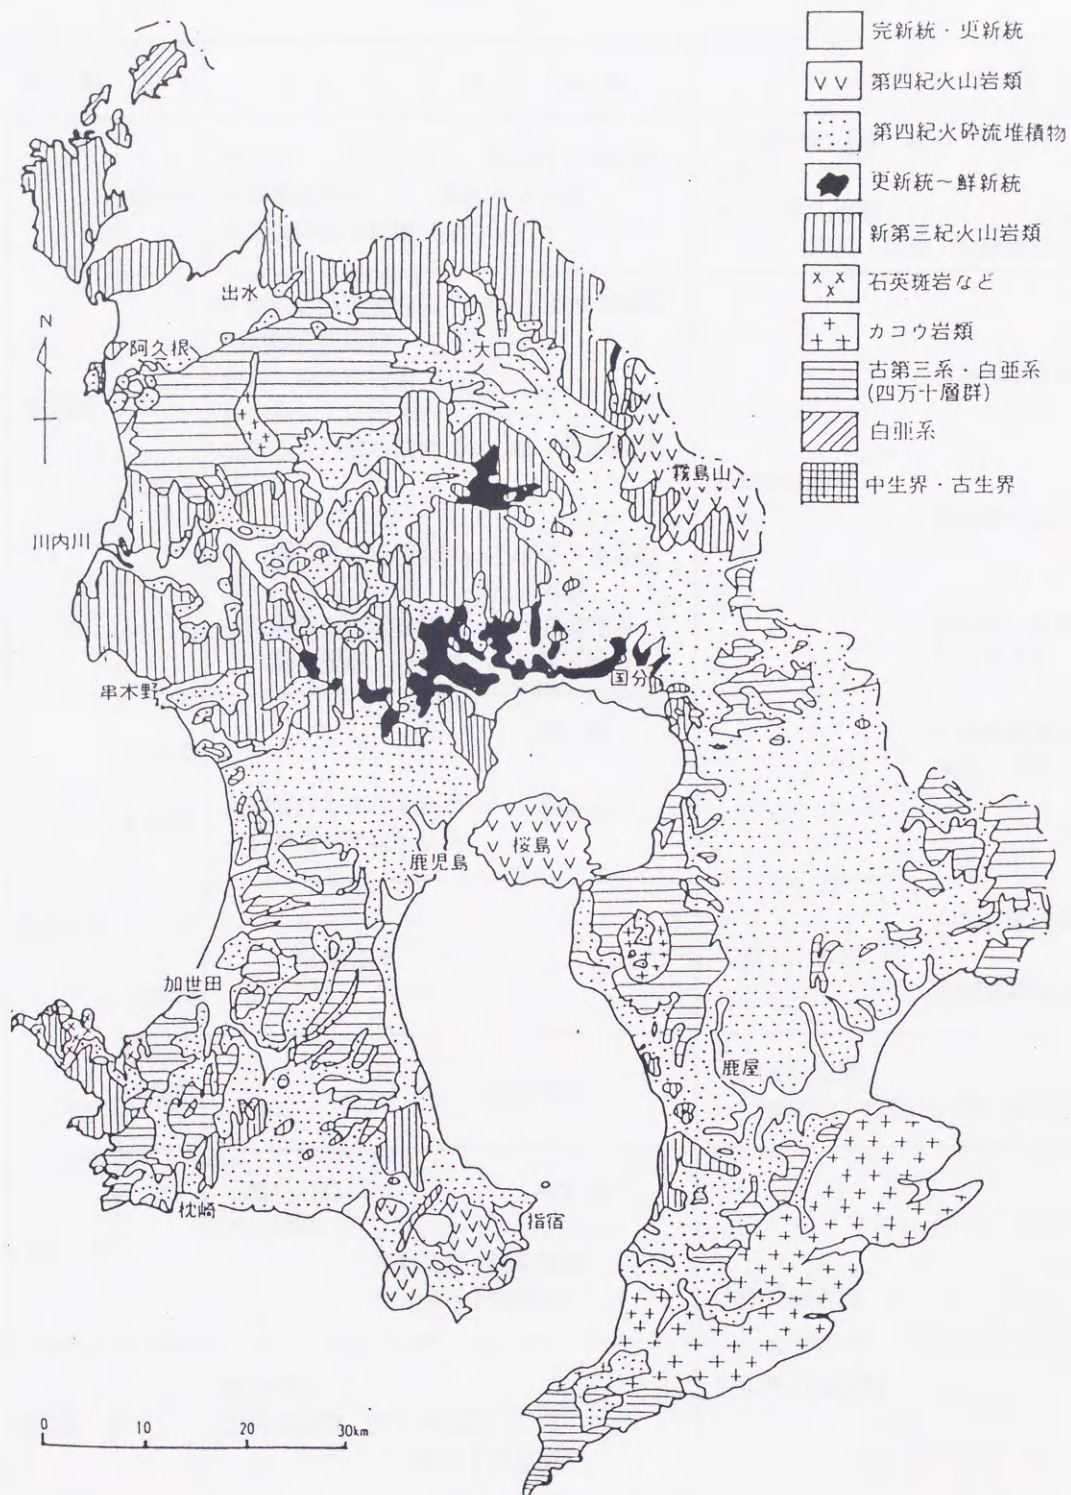 完新統・更新統
第四紀火山岩類
第四紀火砕流堆積物
更新統～鮮新統
新第三紀火山岩類
石英斑岩など
カコウ岩類
古第三系・白亜系
(四万十層群)
白亜系
中生界・古生界
N
出水
阿久根
大口
霧島山
川内川
串木野
国分
桜島
鹿児島
加世田
鹿屋
枕崎
指宿
0 10 20 30km